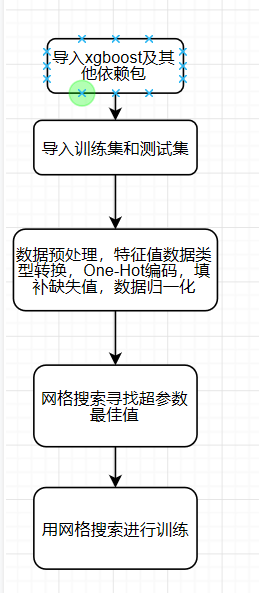 导入xgboost及其
他依赖包
导入训练集和测试集
数据预处理，特征值数据类
型转换，One-Hot编码，填
补缺失值，数据归一化
网格搜索寻找超参数
最佳值
用网格搜索进行训练